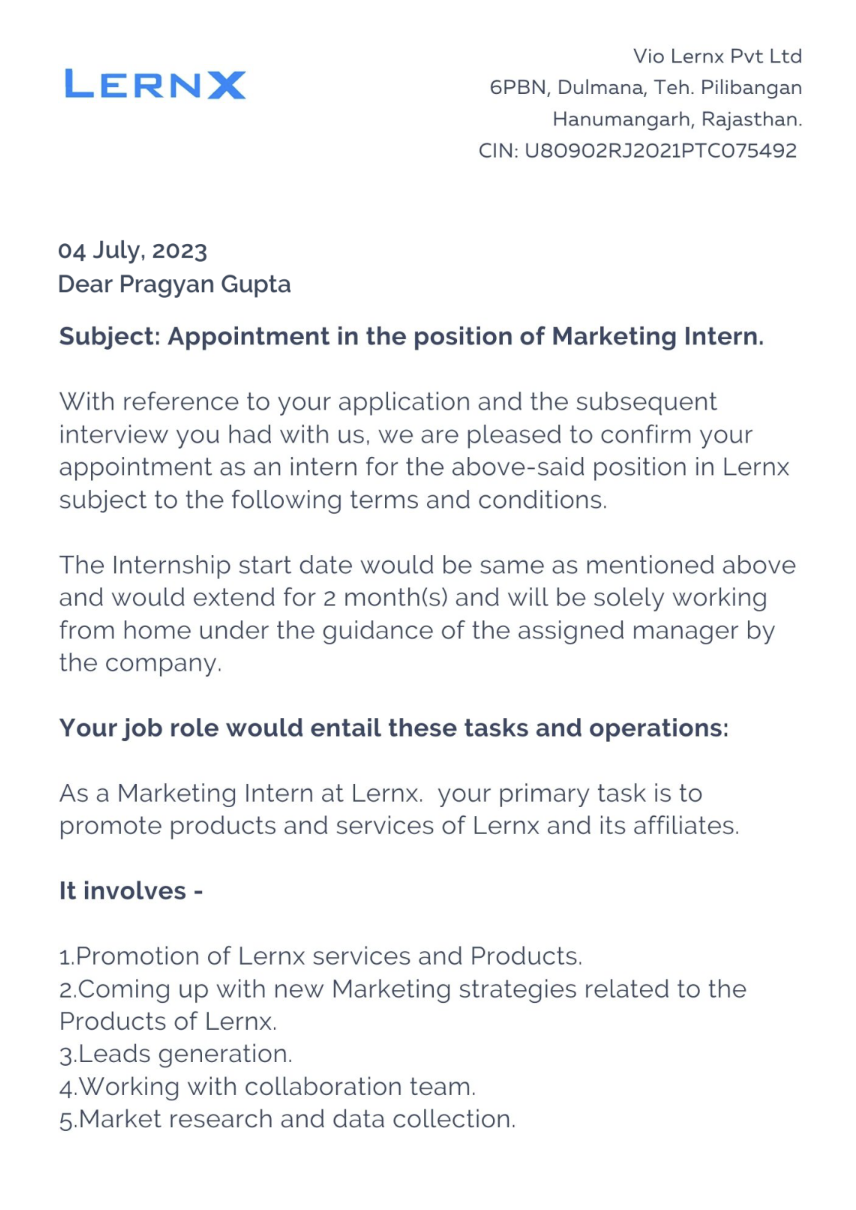 LERNX
Vio Lernx Pvt Ltd
6PBN, Dulmana, Teh. Pilibangan
Hanumangarh, Rajasthan.
CIN: U80902RJ2021PTC075492
04 July, 2023
Dear Pragyan Gupta
Subject: Appointment in the position of Marketing Intern.
With reference to your application and the subsequent
interview you had with us, we are pleased to confirm your
appointment as an intern for the above-said position in Lernx
subject to the following terms and conditions.
The Internship start date would be same as mentioned above
and would extend for 2 month(s) and will be solely working
from home under the guidance of the assigned manager by
the company.
Your job role would entail these tasks and operations:
As a Marketing Intern at Lernx.  your primary task is to
promote products and services of Lernx and its affiliates.
It involves -
1.Promotion of Lernx services and Products.
2.Coming up with new Marketing strategies related to the
Products of Lernx.
3.Leads generation.
4.Working with collaboration team.
5.Market research and data collection.